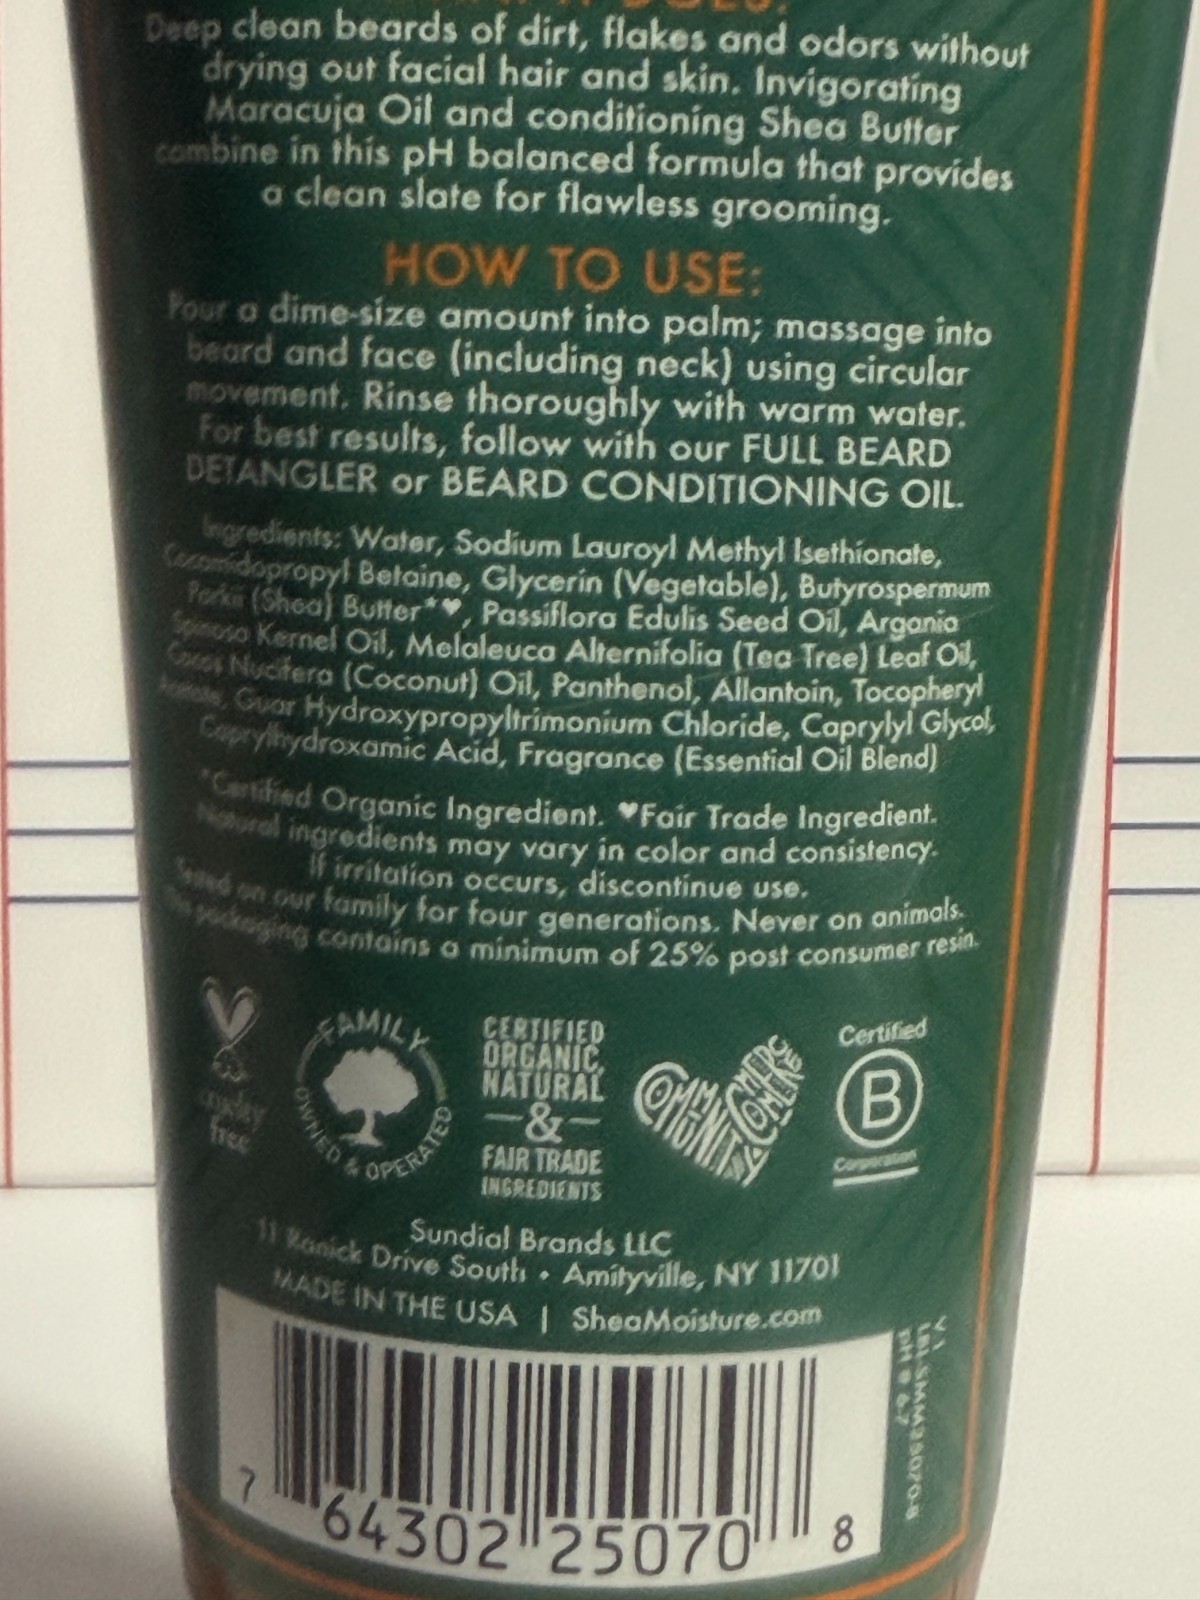 Deep clean beards of dirt, flakes and odors without
drying out facial hair and skin. Invigorating
Maracuja Oil and conditioning Shea Butter
combine in this pH balanced formula that provides
a clean slate for flawless grooming.
HOW TO USE:
Pour a dime-size amount into palm; massage into
beard and face (including neck) using circular
movement. Rinse thoroughly with warm water.
For best results, follow with our FULL BEARD
DETANGLER or BEARD CONDITIONING OIL.
Ingredients: Water, Sodium Lauroyl Methyl Isethionate,
Cocamidopropyl Betaine, Glycerin (Vegetable), Butyrospermum
Parkii (Shea) Butter*♥, Passiflora Edulis Seed Oil, Argania
Spinosa Kernel Oil, Melaleuca Alternifolia (Tea Tree) Leaf Oil,
Cocos Nucifera (Coconut) Oil, Panthenol, Allantoin, Tocopheryl
Acetate, Guar Hydroxypropyltrimonium Chloride, Caprylyl Glycol,
Caprylhydroxamic Acid, Fragrance (Essential Oil Blend)
*Certified Organic Ingredient. ♥Fair Trade Ingredient.
Natural ingredients may vary in color and consistency.
If irritation occurs, discontinue use.
Tested on our family for four generations. Never on animals.
This packaging contains a minimum of 25% post consumer resin.
cruelty
free
FAMILY
OWNED & OPERATED
CERTIFIED
ORGANIC,
NATURAL
&
FAIR TRADE
INGREDIENTS
COMMUNITY
COMMERCE
Certified
B
Corporation
Sundial Brands LLC
11 Ranick Drive South • Amityville, NY 11701
MADE IN THE USA | SheaMoisture.com
V1
LBLSMM25070-8
7 64302 25070 8